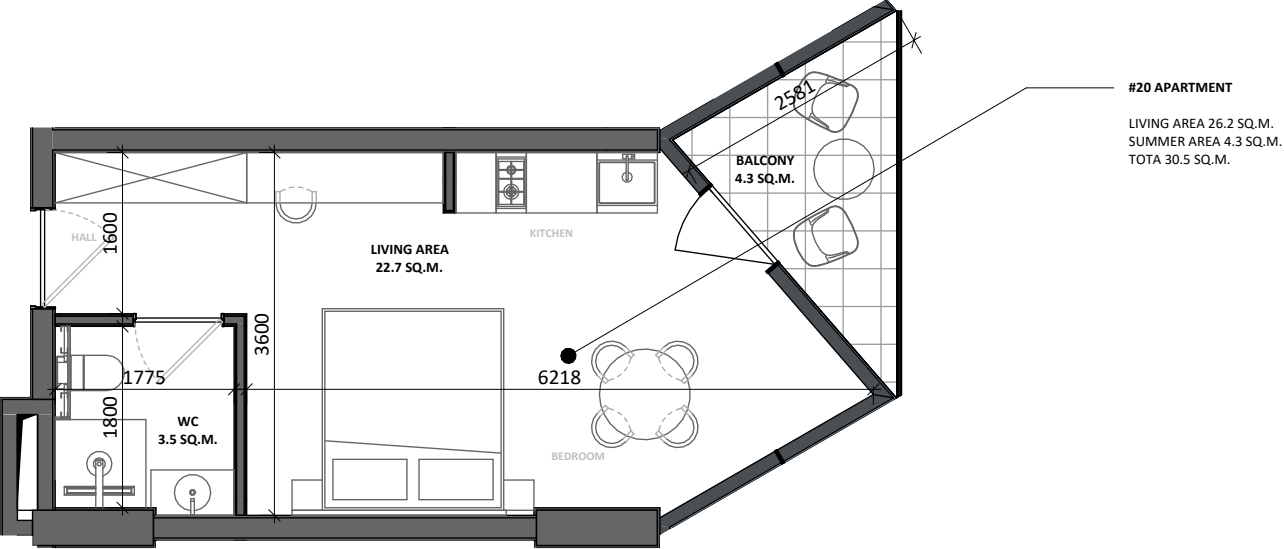 #20 APARTMENT
LIVING AREA 26.2 SQ.M.
SUMMER AREA 4.3 SQ.M.
TOTA 30.5 SQ.M.
2581
BALCONY
4.3 SQ.M.
HALL
1600
KITCHEN
LIVING AREA
22.7 SQ.M.
3600
1775
6218
1800
WC
3.5 SQ.M.
BEDROOM